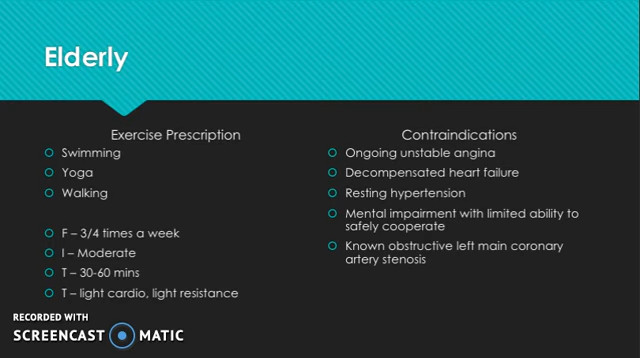 Elderly
Exercise Prescription
Swimming
Yoga
Walking
F – 3/4 times a week
I – Moderate
T – 30-60 mins
T – light cardio, light resistance
Contraindications
Ongoing unstable angina
Decompensated heart failure
Resting hypertension
Mental impairment with limited ability to
safely cooperate
Known obstructive left main coronary
artery stenosis
RECORDED WITH
SCREENCAST MATIC